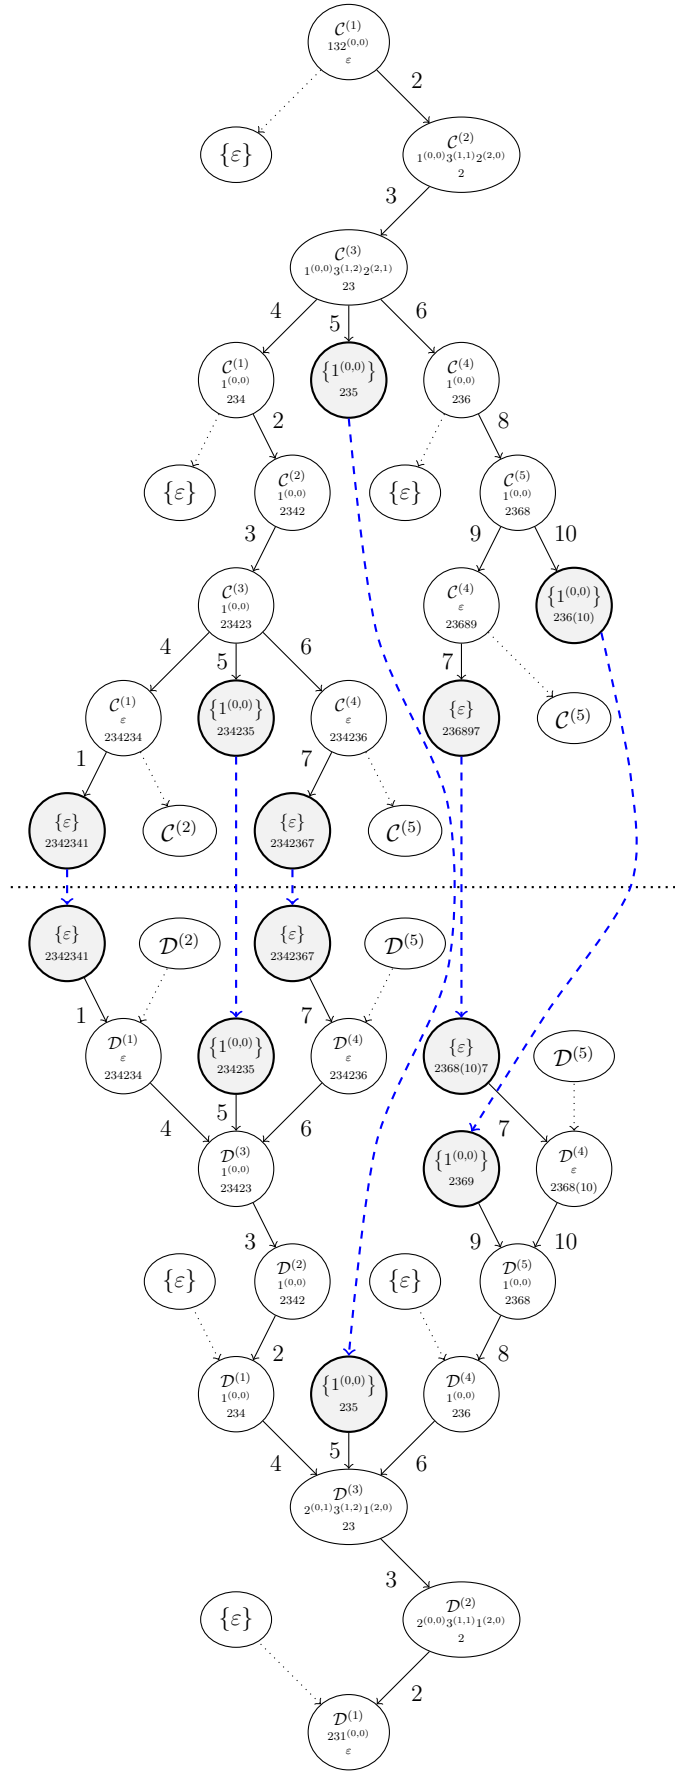 𝒞⁽¹⁾
132⁽⁰,⁰⁾
ε
2
{ε}
𝒞⁽²⁾
1⁽⁰,⁰⁾3⁽¹,¹⁾2⁽²,⁰⁾
2
3
𝒞⁽³⁾
1⁽⁰,⁰⁾3⁽¹,²⁾2⁽²,¹⁾
23
4 5 6
𝒞⁽¹⁾
1⁽⁰,⁰⁾
234
{1⁽⁰,⁰⁾}
235
𝒞⁽⁴⁾
1⁽⁰,⁰⁾
236
2 8
{ε}
𝒞⁽²⁾
1⁽⁰,⁰⁾
2342
{ε}
𝒞⁽⁵⁾
1⁽⁰,⁰⁾
2368
3 9 10
𝒞⁽³⁾
1⁽⁰,⁰⁾
23423
𝒞⁽⁴⁾
ε
23689
{1⁽⁰,⁰⁾}
236(10)
4 5 6 7
𝒞⁽¹⁾
ε
234234
{1⁽⁰,⁰⁾}
234235
𝒞⁽⁴⁾
ε
234236
{ε}
236897
𝒞⁽⁵⁾
1 7
{ε}
2342341
𝒞⁽²⁾
{ε}
2342367
𝒞⁽⁵⁾
{ε}
2342341
𝒟⁽²⁾
{ε}
2342367
𝒟⁽⁵⁾
1 7
𝒟⁽¹⁾
ε
234234
{1⁽⁰,⁰⁾}
234235
𝒟⁽⁴⁾
ε
234236
{ε}
2368(10)7
𝒟⁽⁵⁾
4 5 6 7
𝒟⁽³⁾
1⁽⁰,⁰⁾
23423
{1⁽⁰,⁰⁾}
2369
𝒟⁽⁴⁾
ε
2368(10)
3 9 10
{ε}
𝒟⁽²⁾
1⁽⁰,⁰⁾
2342
{ε}
𝒟⁽⁵⁾
1⁽⁰,⁰⁾
2368
2 8
𝒟⁽¹⁾
1⁽⁰,⁰⁾
234
{1⁽⁰,⁰⁾}
235
𝒟⁽⁴⁾
1⁽⁰,⁰⁾
236
4 5 6
𝒟⁽³⁾
2⁽⁰,¹⁾3⁽¹,²⁾1⁽²,⁰⁾
23
3
{ε}
𝒟⁽²⁾
2⁽⁰,⁰⁾3⁽¹,¹⁾1⁽²,⁰⁾
2
2
𝒟⁽¹⁾
231⁽⁰,⁰⁾
ε